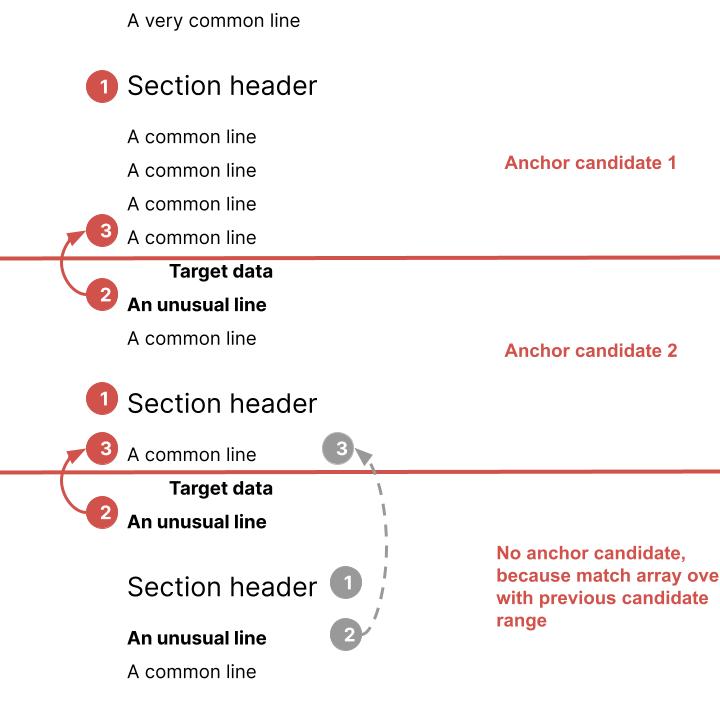 A very common line
1 Section header
A common line
A common line
Anchor candidate 1
A common line
3 A common line
Target data
2 An unusual line
A common line
Anchor candidate 2
1 Section header
3 A common line 3
Target data
2 An unusual line
No anchor candidate,
because match array ove
with previous candidate
range
Section header 1
An unusual line 2
A common line